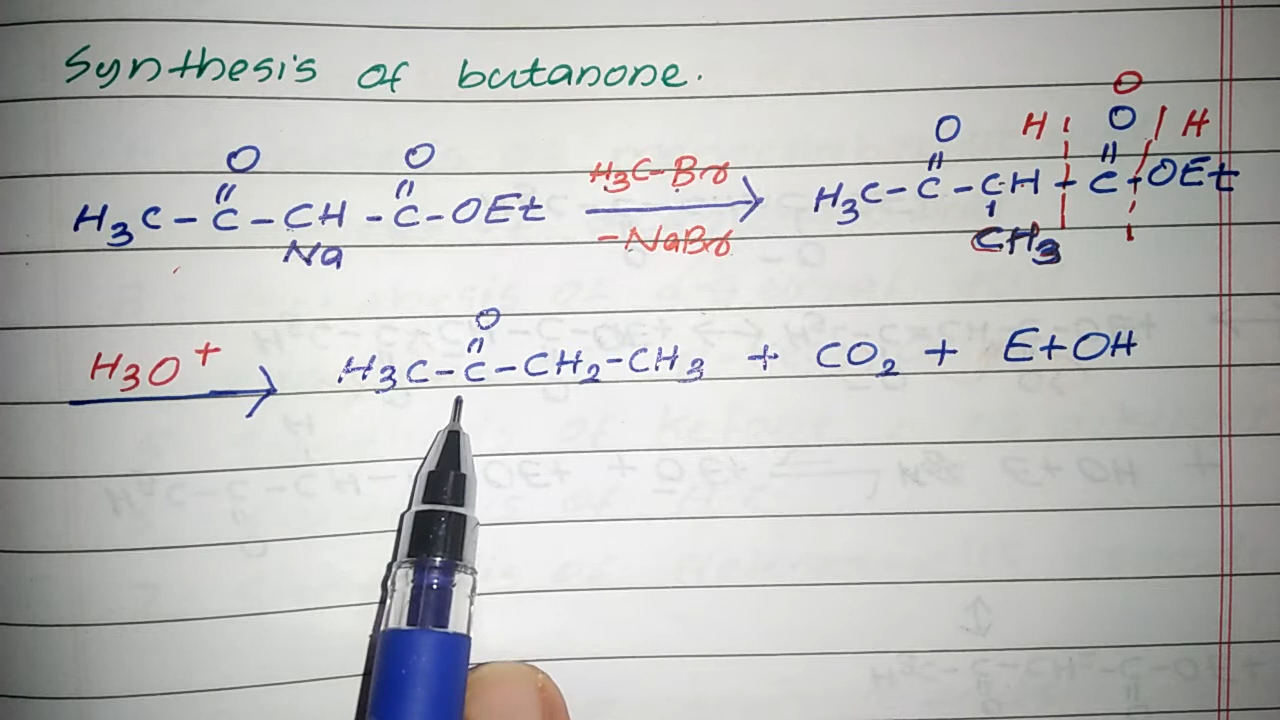 Synthesis of butanone.
O
O O H3C-Br O H O H
H3C-C-CH-C-OEt → H3C-C-CH-C-OEt
Na -NaBr CH3
O
H3O+ → H3C-C-CH2-CH3 + CO2 + EtOH